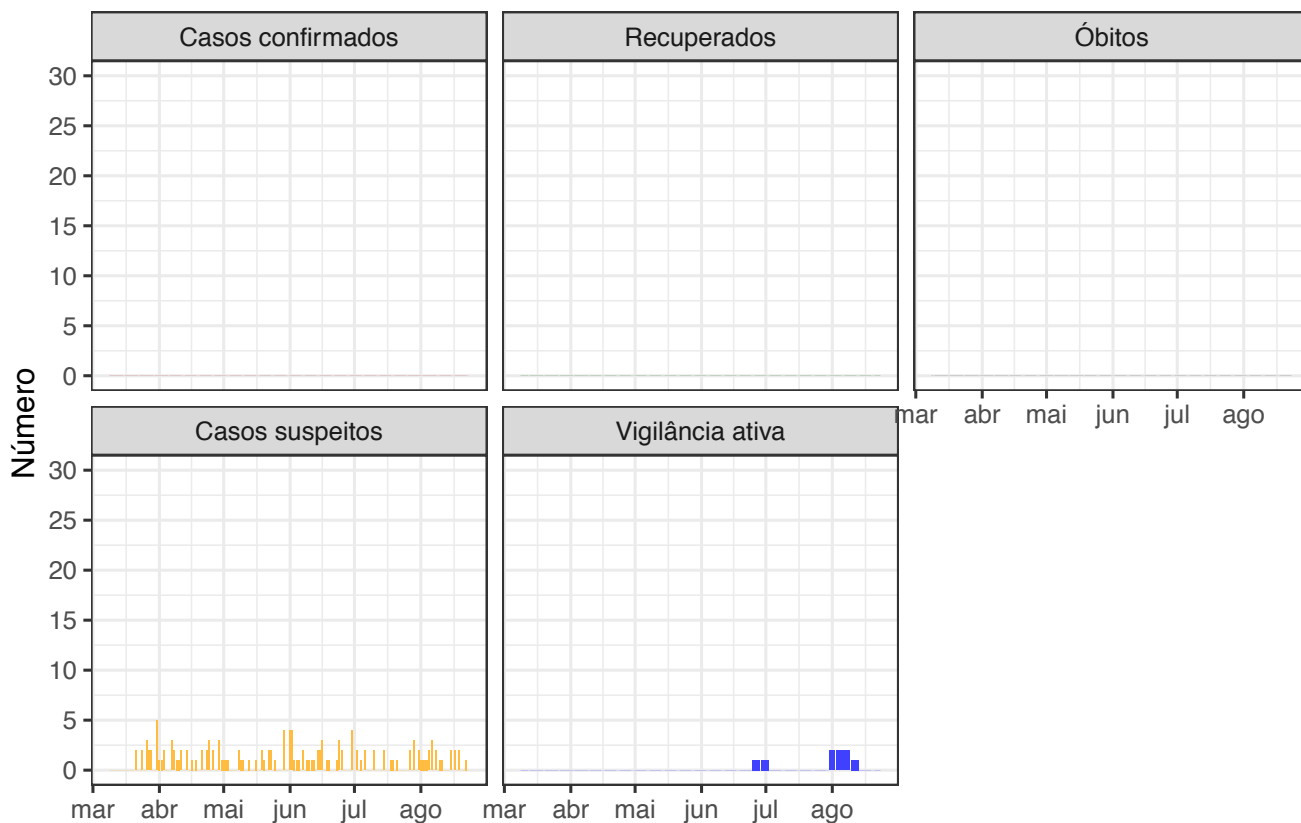 Casos confirmados Recuperados Óbitos
30
25
20
15
10
5
0
mar abr mai jun jul ago
Número
Casos suspeitos Vigilância ativa
30
25
20
15
10
5
0
mar abr mai jun jul ago mar abr mai jun jul ago